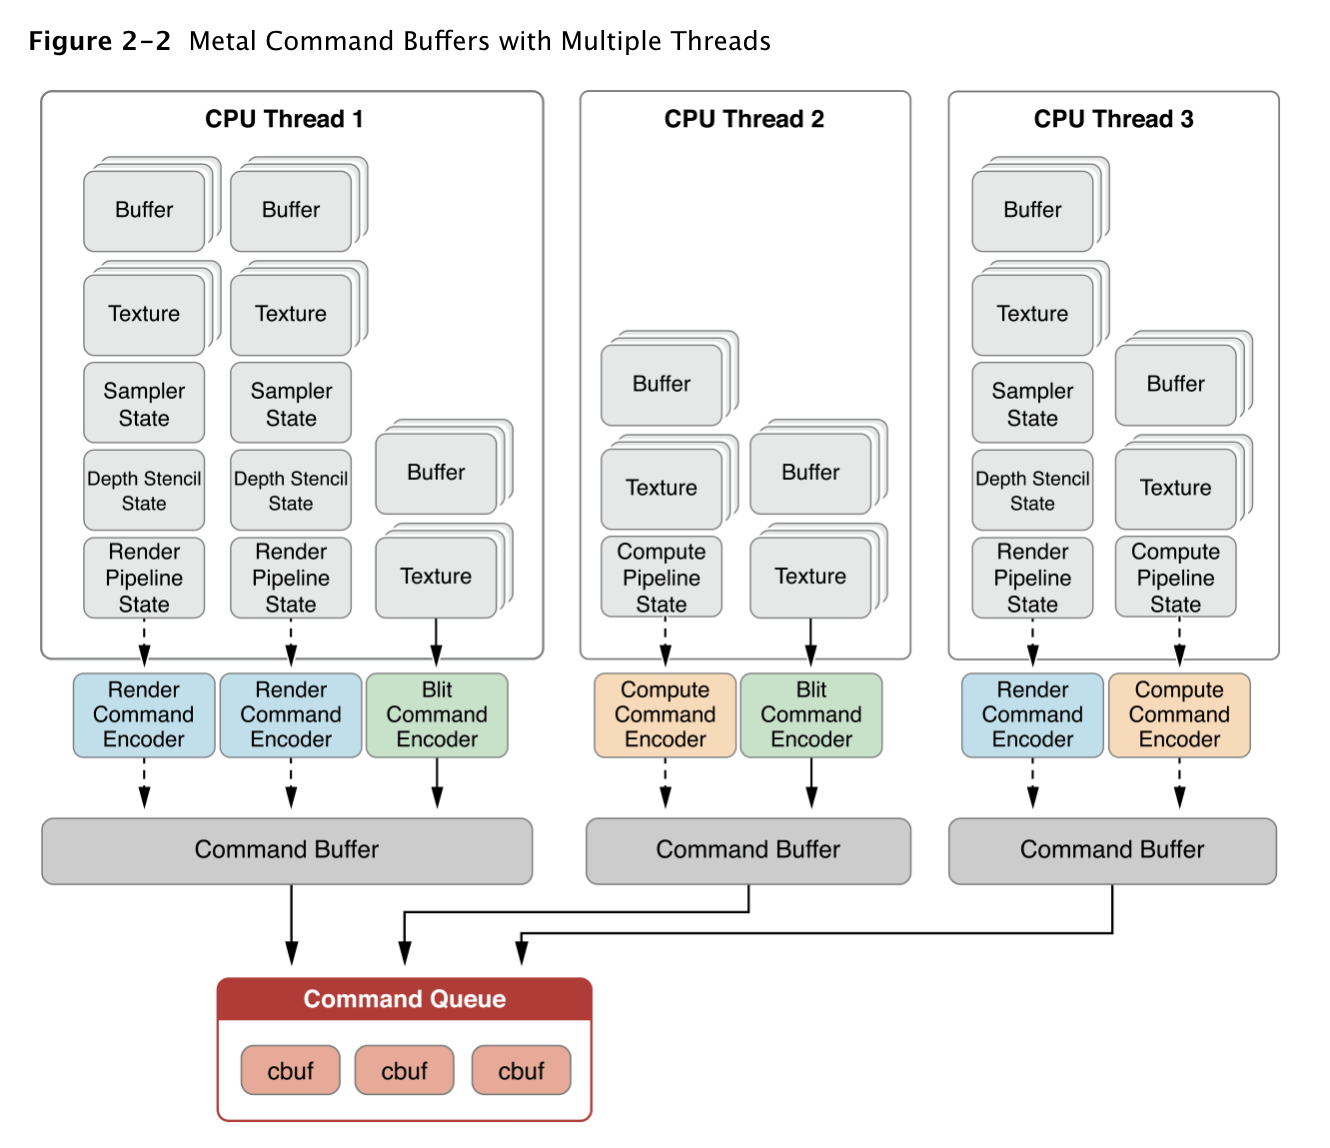 Figure 2-2 Metal Command Buffers with Multiple Threads
CPU Thread 1
Buffer
Texture
Sampler
State
Depth Stencil
State
Render
Pipeline
State
Buffer
Texture
Sampler
State
Depth Stencil
State
Render
Pipeline
State
Buffer
Texture
Render
Command
Encoder
Render
Command
Encoder
Blit
Command
Encoder
Command Buffer
CPU Thread 2
Buffer
Texture
Compute
Pipeline
State
Buffer
Texture
Compute
Command
Encoder
Blit
Command
Encoder
Command Buffer
CPU Thread 3
Buffer
Texture
Sampler
State
Depth Stencil
State
Render
Pipeline
State
Buffer
Texture
Compute
Pipeline
State
Render
Command
Encoder
Compute
Command
Encoder
Command Buffer
Command Queue
cbuf
cbuf
cbuf